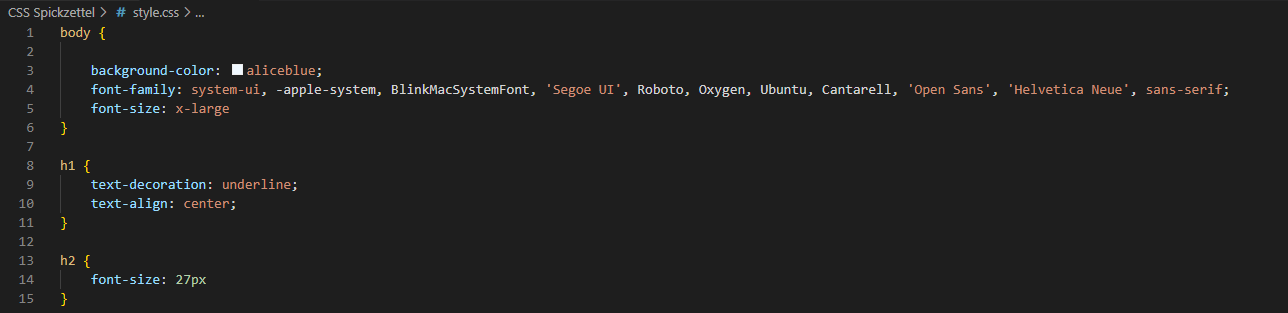 CSS Spickzettel > # style.css > ...
1 body {
2
3 background-color: aliceblue;
4 font-family: system-ui, -apple-system, BlinkMacSystemFont, 'Segoe UI', Roboto, Oxygen, Ubuntu, Cantarell, 'Open Sans', 'Helvetica Neue', sans-serif;
5 font-size: x-large
6 }
7
8 h1 {
9 text-decoration: underline;
10 text-align: center;
11 }
12
13 h2 {
14 font-size: 27px
15 }